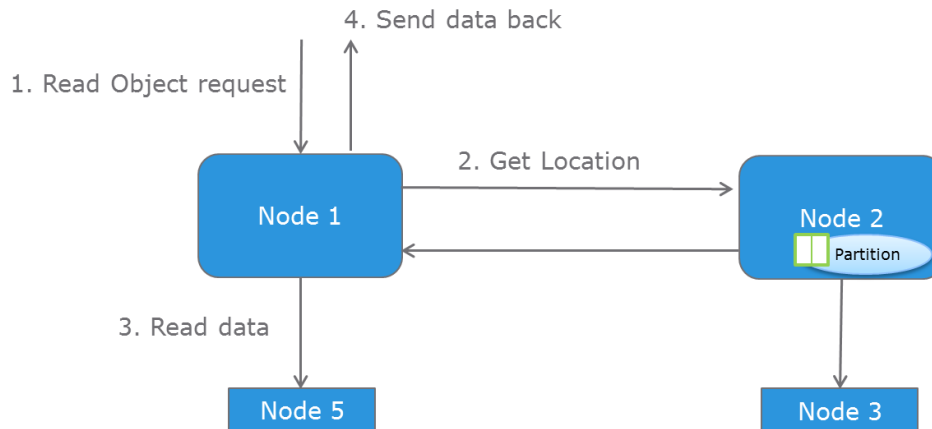 4. Send data back
1. Read Object request
2. Get Location
Node 1
Node 2
Partition
3. Read data
Node 5
Node 3